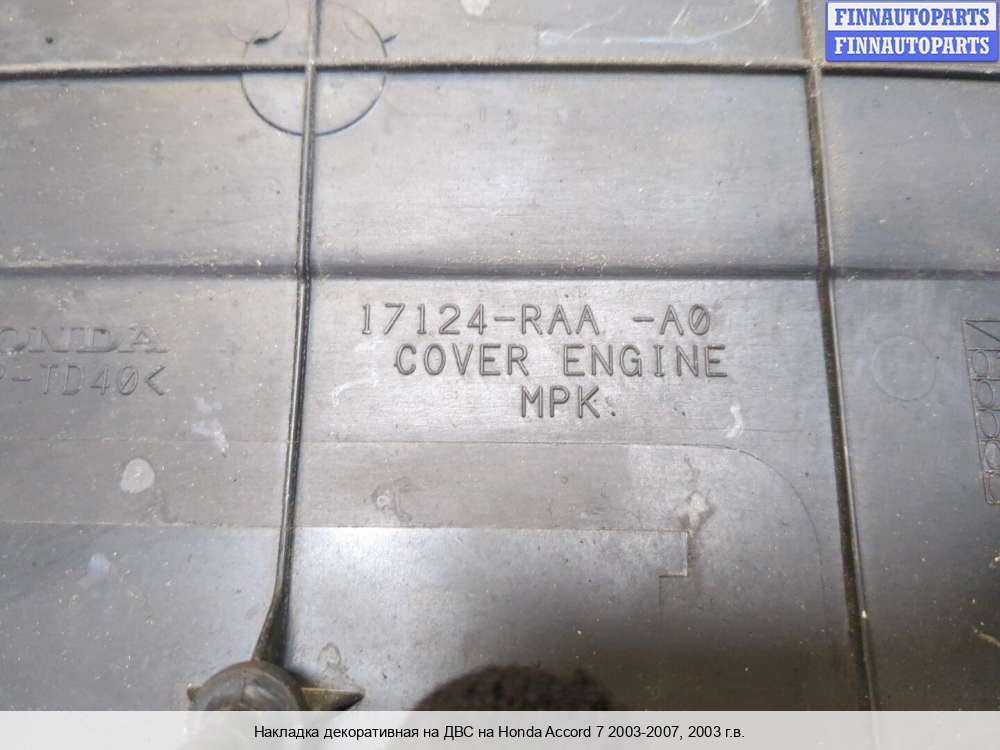 FINNAUTOPARTS
FINNAUTOPARTS
17124-RAA -A0
COVER ENGINE
MPK
ONDA
P-TD40<
Накладка декоративная на ДВС на Honda Accord 7 2003-2007, 2003 г.в.